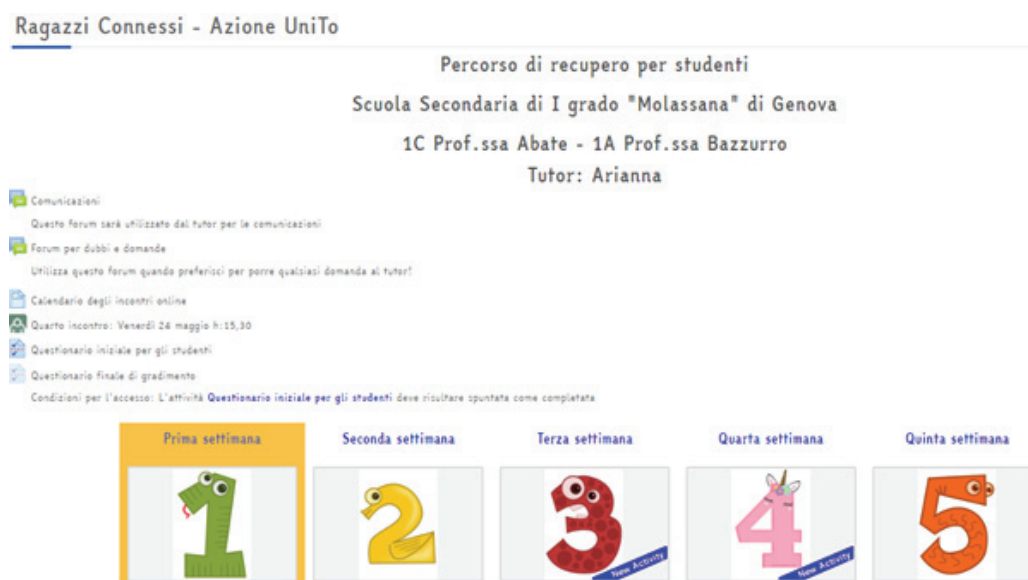 Ragazzi Connessi - Azione UniTo
Percorso di recupero per studenti
Scuola Secondaria di I grado "Molassana" di Genova
1C Prof.ssa Abate - 1A Prof.ssa Bazzurro
Tutor: Arianna
Comunicazioni
Questo forum sarà utilizzato dal tutor per le comunicazioni
Forum per dubbi e domande
Utilizza questo forum quando preferisci per porre qualsiasi domanda al tutor!
Calendario degli incontri online
Quarto incontro: Venerdì 24 maggio h:15,30
Questionario iniziale per gli studenti
Questionario finale di gradimento
Condizioni per l'accesso: L'attività Questionario iniziale per gli studenti deve risultare spuntata come completata
Prima settimana Seconda settimana Terza settimana Quarta settimana Quinta settimana
1 2 3 4 5
New Activity New Activity